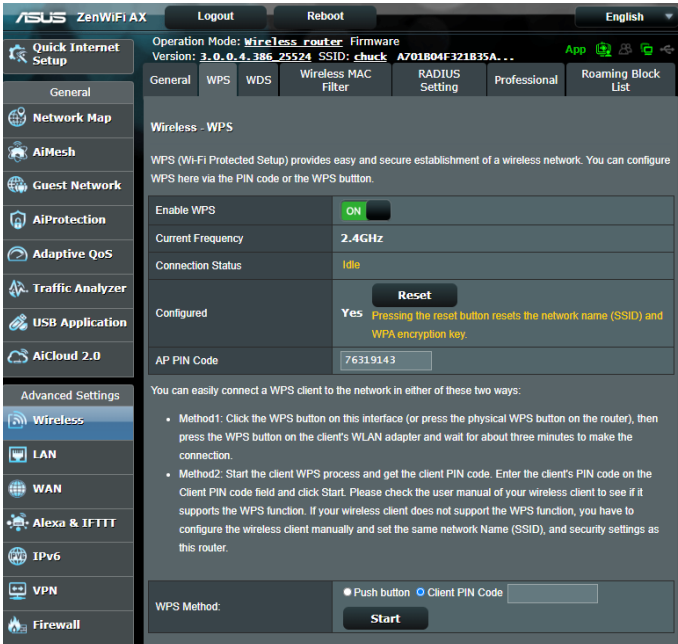 ASUS ZenWiFi AX
Logout
Reboot
English
Quick Internet
Setup
Operation Mode: Wireless router Firmware
Version: 3.0.0.4.386_25524 SSID: chuck A701B04F321B35A...
App
General
WPS
WDS
Wireless MAC
Filter
RADIUS
Setting
Professional
Roaming Block
List
General
Network Map
AiMesh
Guest Network
AiProtection
Adaptive QoS
Traffic Analyzer
USB Application
AiCloud 2.0
Advanced Settings
Wireless
LAN
WAN
Alexa & IFTTT
IPv6
VPN
Firewall
Wireless - WPS
WPS (Wi-Fi Protected Setup) provides easy and secure establishment of a wireless network. You can configure
WPS here via the PIN code or the WPS buttton.
Enable WPS
ON
Current Frequency
2.4GHz
Connection Status
Idle
Configured
Yes
Reset
Pressing the reset button resets the network name (SSID) and
WPA encryption key.
AP PIN Code
76319143
You can easily connect a WPS client to the network in either of these two ways:
• Method1: Click the WPS button on this interface (or press the physical WPS button on the router), then
press the WPS button on the client's WLAN adapter and wait for about three minutes to make the
connection.
• Method2: Start the client WPS process and get the client PIN code. Enter the client's PIN code on the
Client PIN code field and click Start. Please check the user manual of your wireless client to see if it
supports the WPS function. If your wireless client does not support the WPS function, you have to
configure the wireless client manually and set the same network Name (SSID), and security settings as
this router.
WPS Method:
Push button
Client PIN Code
Start